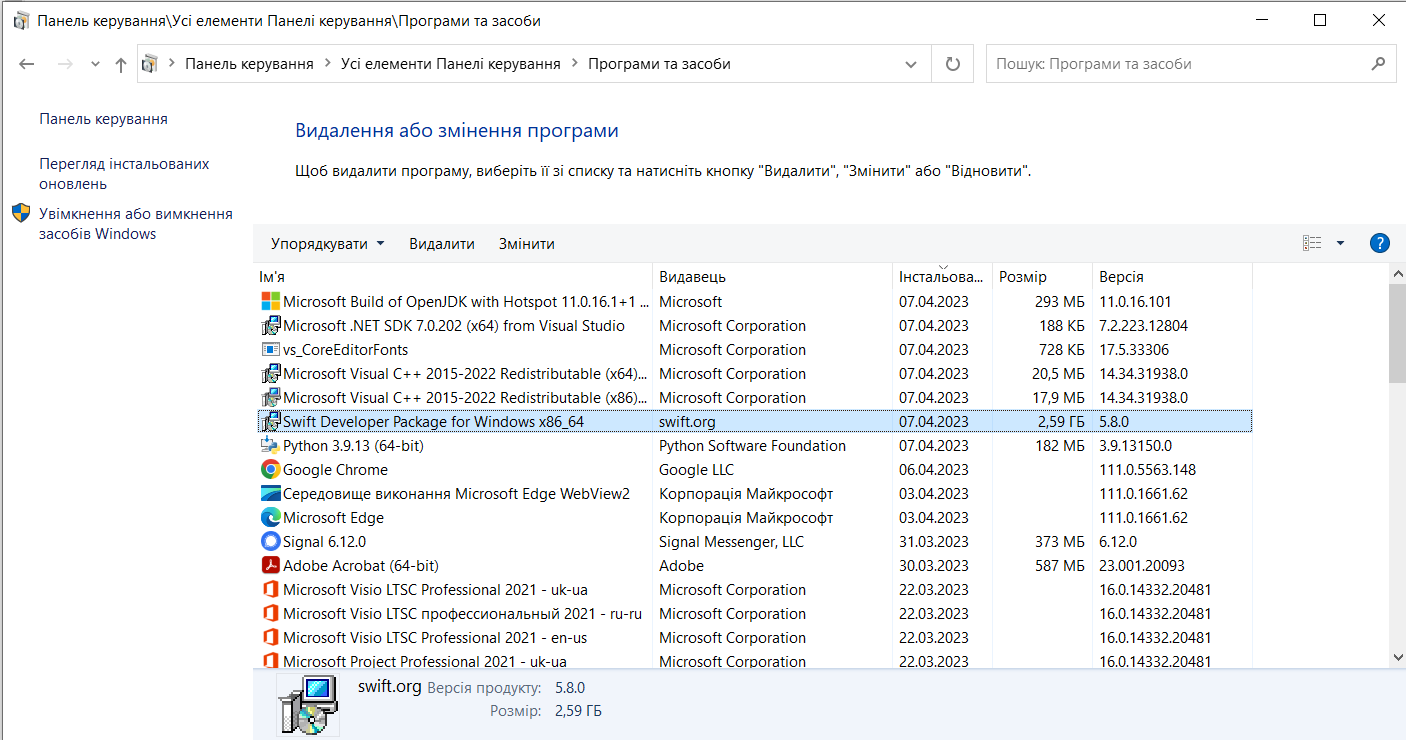 Панель керування\Усі елементи Панелі керування\Програми та засоби
Панель керування > Усі елементи Панелі керування > Програми та засоби
Пошук: Програми та засоби
Панель керування
Перегляд інстальованих
оновлень
Увімкнення або вимкнення
засобів Windows
Видалення або змінення програми
Щоб видалити програму, виберіть її зі списку та натисніть кнопку "Видалити", "Змінити" або "Відновити".
Упорядкувати Видалити Змінити ?
Ім'я Видавець Інстальова... Розмір Версія
Microsoft Build of OpenJDK with Hotspot 11.0.16.1+1 ... Microsoft 07.04.2023 293 МБ 11.0.16.101
Microsoft .NET SDK 7.0.202 (x64) from Visual Studio Microsoft Corporation 07.04.2023 188 КБ 7.2.223.12804
vs_CoreEditorFonts Microsoft Corporation 07.04.2023 728 КБ 17.5.33306
Microsoft Visual C++ 2015-2022 Redistributable (x64)... Microsoft Corporation 07.04.2023 20,5 МБ 14.34.31938.0
Microsoft Visual C++ 2015-2022 Redistributable (x86)... Microsoft Corporation 07.04.2023 17,9 МБ 14.34.31938.0
Swift Developer Package for Windows x86_64 swift.org 07.04.2023 2,59 ГБ 5.8.0
Python 3.9.13 (64-bit) Python Software Foundation 07.04.2023 182 МБ 3.9.13150.0
Google Chrome Google LLC 06.04.2023 111.0.5563.148
Середовище виконання Microsoft Edge WebView2 Корпорація Майкрософт 03.04.2023 111.0.1661.62
Microsoft Edge Корпорація Майкрософт 03.04.2023 111.0.1661.62
Signal 6.12.0 Signal Messenger, LLC 31.03.2023 373 МБ 6.12.0
Adobe Acrobat (64-bit) Adobe 30.03.2023 587 МБ 23.001.20093
Microsoft Visio LTSC Professional 2021 - uk-ua Microsoft Corporation 22.03.2023 16.0.14332.20481
Microsoft Visio LTSC профессиональный 2021 - ru-ru Microsoft Corporation 22.03.2023 16.0.14332.20481
Microsoft Visio LTSC Professional 2021 - en-us Microsoft Corporation 22.03.2023 16.0.14332.20481
Microsoft Project Professional 2021 - uk-ua Microsoft Corporation 22.03.2023 16.0.14332.20481
swift.org Версія продукту: 5.8.0
Розмір: 2,59 ГБ